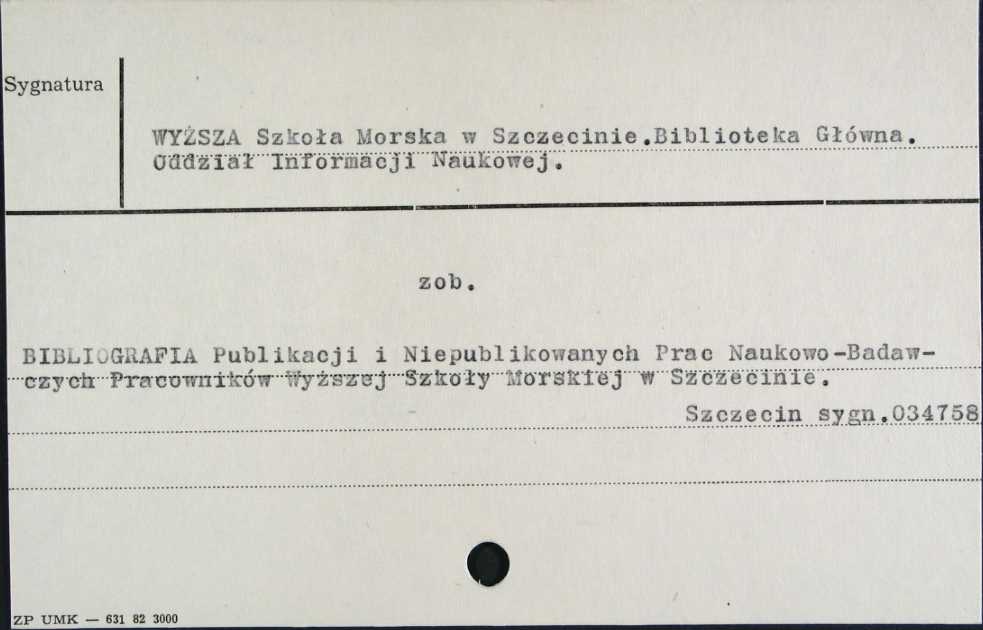 Sygnatura
WYŻSZA Szkoła Morska w Szczecinie.Biblioteka Główna.
Oddział Informacji Naukowej.
zob.
BIBLIOGRAFIA Publikacji i Niepublikowanych Prac Naukowo-Badaw-
czych Pracowników Wyższej Szkoły Morskiej w Szczecinie.
Szczecin sygn.034758
ZP UMK — 631 82 3000